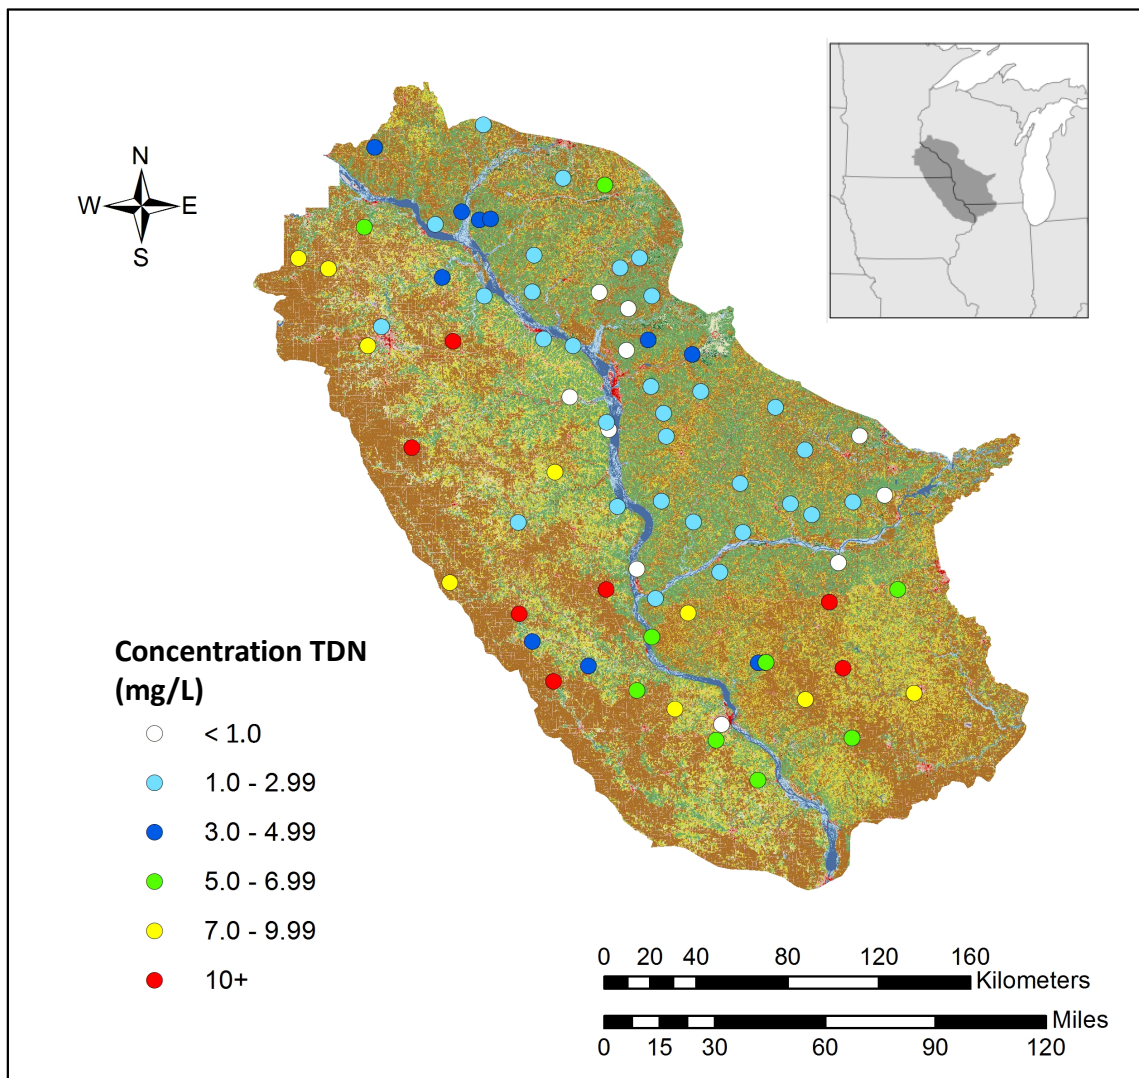 N
W E
S
Concentration TDN
(mg/L)
< 1.0
1.0 - 2.99
3.0 - 4.99
5.0 - 6.99
7.0 - 9.99
10+
0 20 40 80 120 160
Kilometers
Miles
0 15 30 60 90 120